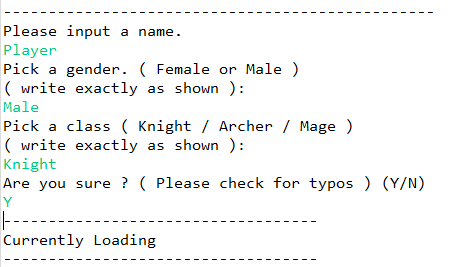 ------------------------------------------------
Please input a name.
Player
Pick a gender. ( Female or Male )
( write exactly as shown ):
Male
Pick a class ( Knight / Archer / Mage )
( write exactly as shown ):
Knight
Are you sure ? ( Please check for typos ) (Y/N)
Y
-----------------------------------
Currently Loading
-----------------------------------